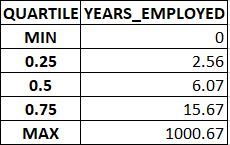 QUARTILE YEARS_EMPLOYED
MIN 0
0.25 2.56
0.5 6.07
0.75 15.67
MAX 1000.67